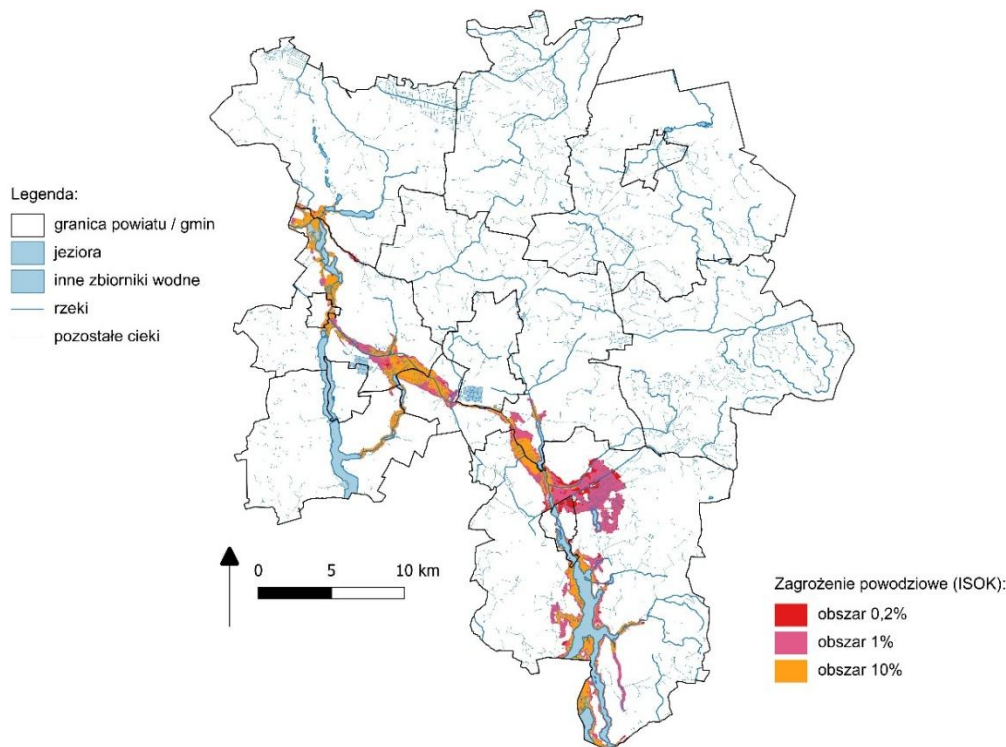 Legenda:
granica powiatu / gmin
jeziora
inne zbiorniki wodne
rzeki
pozostałe cieki
0 5 10 km
Zagrożenie powodziowe (ISOK):
obszar 0,2%
obszar 1%
obszar 10%